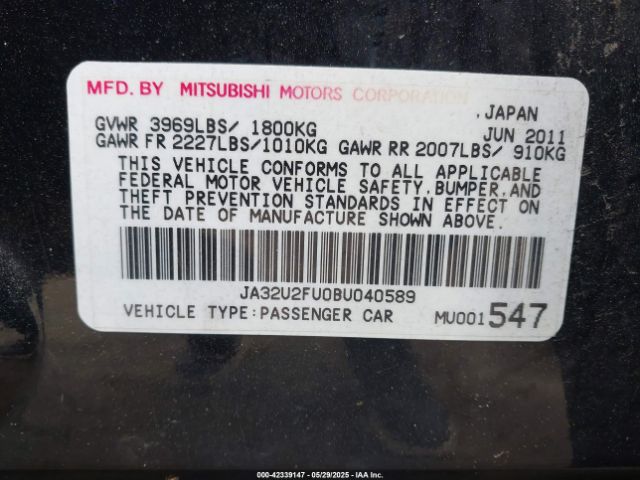 MFD. BY MITSUBISHI MOTORS CORPORATION
,JAPAN
GVWR 3969LBS/ 1800KG JUN 2011
GAWR FR 2227LBS/1010KG GAWR RR 2007LBS/ 910KG
THIS VEHICLE CONFORMS TO ALL APPLICABLE
FEDERAL MOTOR VEHICLE SAFETY,BUMPER,AND
THEFT PREVENTION STANDARDS IN EFFECT ON
THE DATE OF MANUFACTURE SHOWN ABOVE.
JA32U2FU0BU040589
VEHICLE TYPE:PASSENGER CAR MU001547
000-42339147 - 05/29/2025 - IAA Inc.